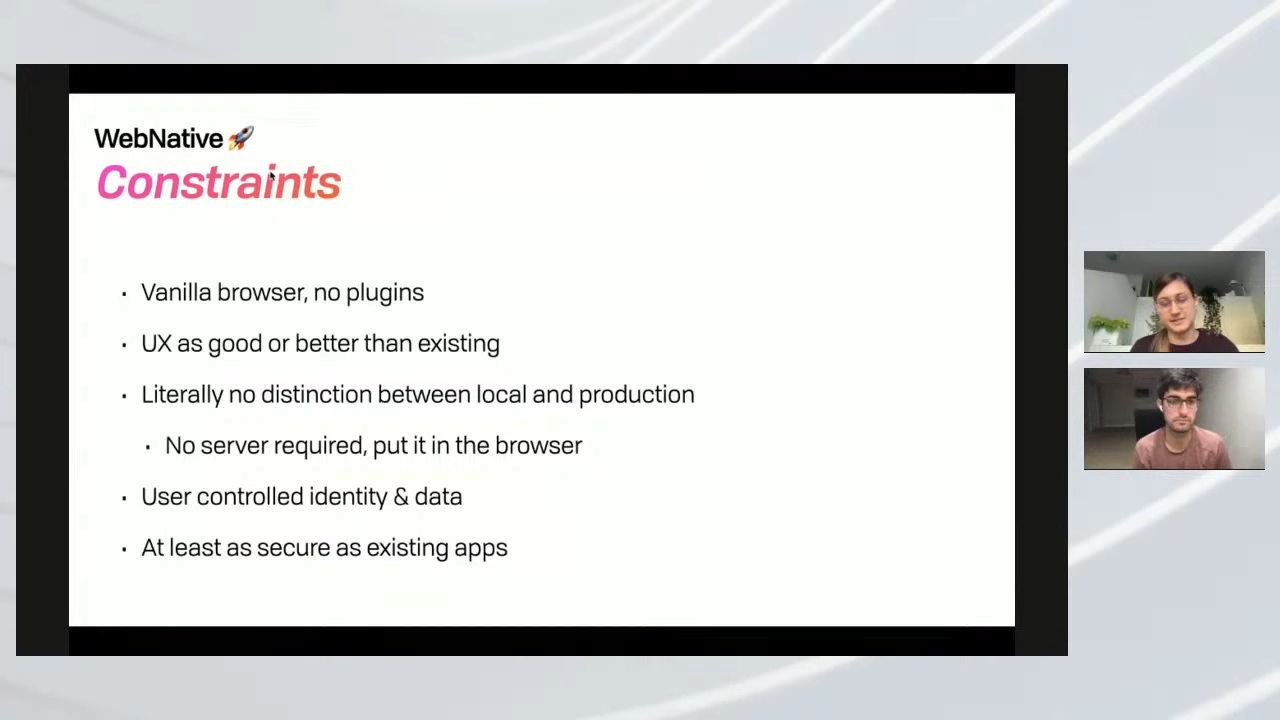 WebNative 🚀
Constraints
· Vanilla browser, no plugins
· UX as good or better than existing
· Literally no distinction between local and production
· No server required, put it in the browser
· User controlled identity & data
· At least as secure as existing apps